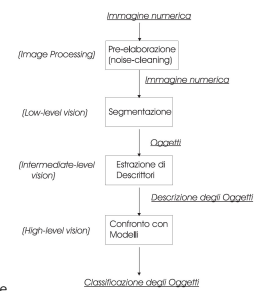 Immagine numerica
(Image Processing)
Pre-elaborazione
(noise-cleaning)
Immagine numerica
(Low-level vision)
Segmentazione
Oggetti
(Intermediate-level
vision)
Estrazione di
Descrittori
Descrizione degli Oggetti
(High-level vision)
Confronto con
Modelli
Classificazione degli Oggetti
e